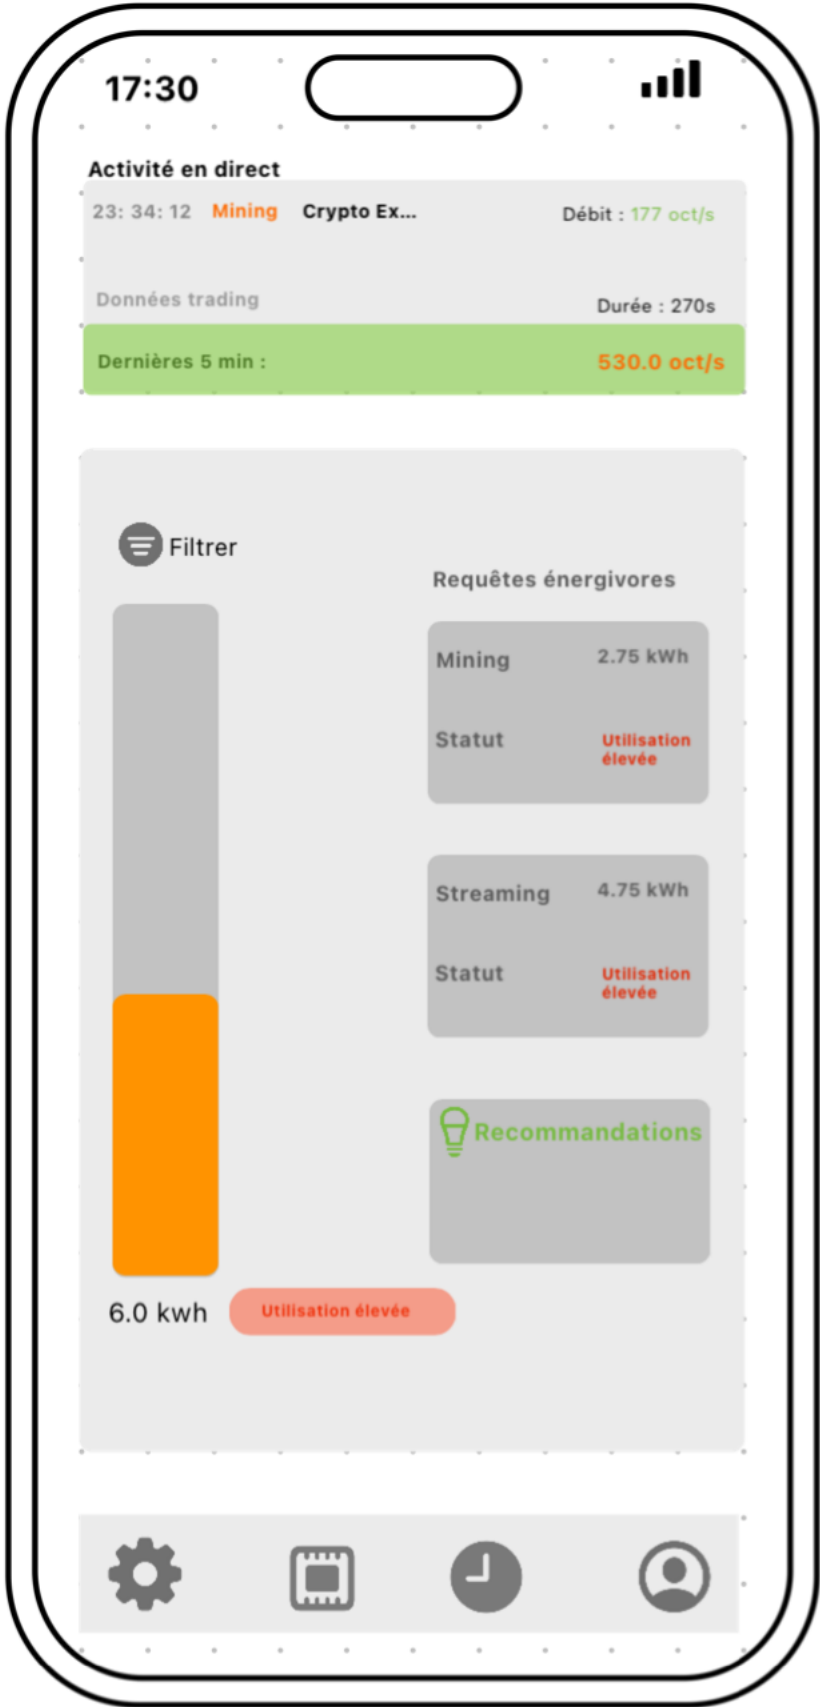 17:30
Activité en direct
23: 34: 12 Mining Crypto Ex... Débit : 177 oct/s
Données trading Durée : 270s
Dernières 5 min : 530.0 oct/s
Filtrer
Requêtes énergivores
Mining 2.75 kWh
Statut Utilisation
élevée
Streaming 4.75 kWh
Statut Utilisation
élevée
Recommandations
6.0 kwh Utilisation élevée